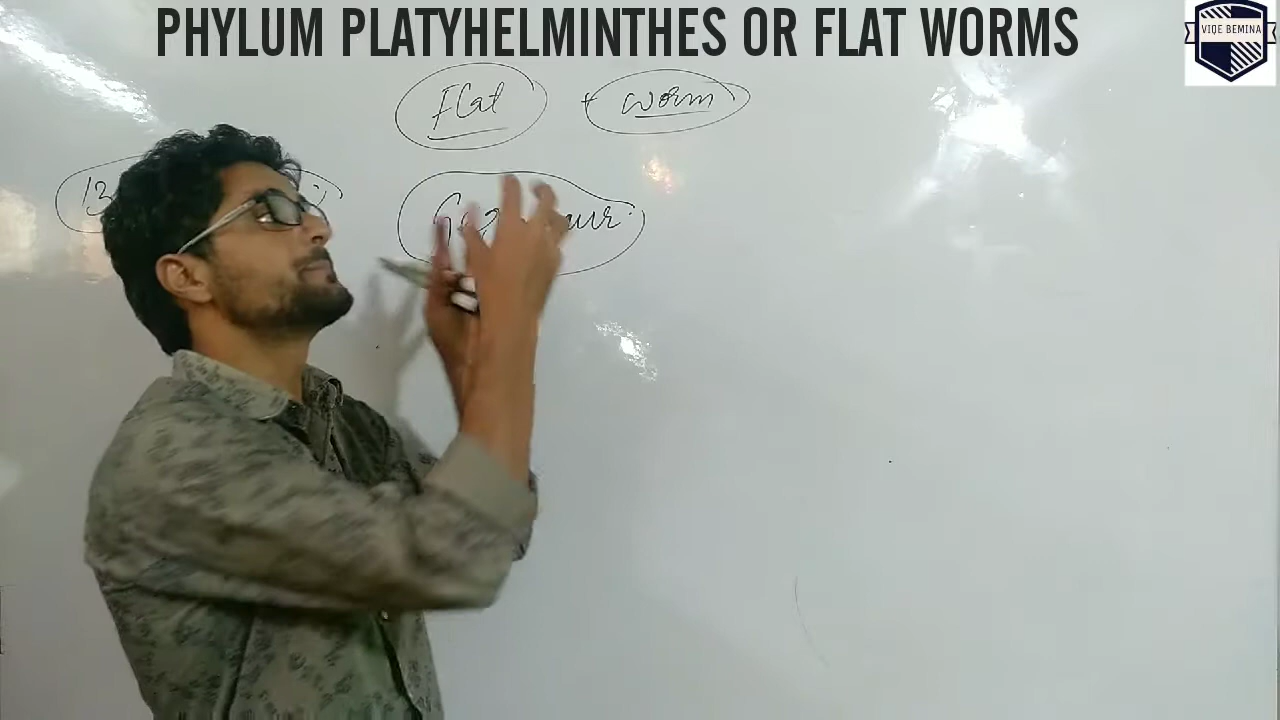 PHYLUM PLATYHELMINTHES OR FLAT WORMS
VIQE BEMINA
Flat + worm